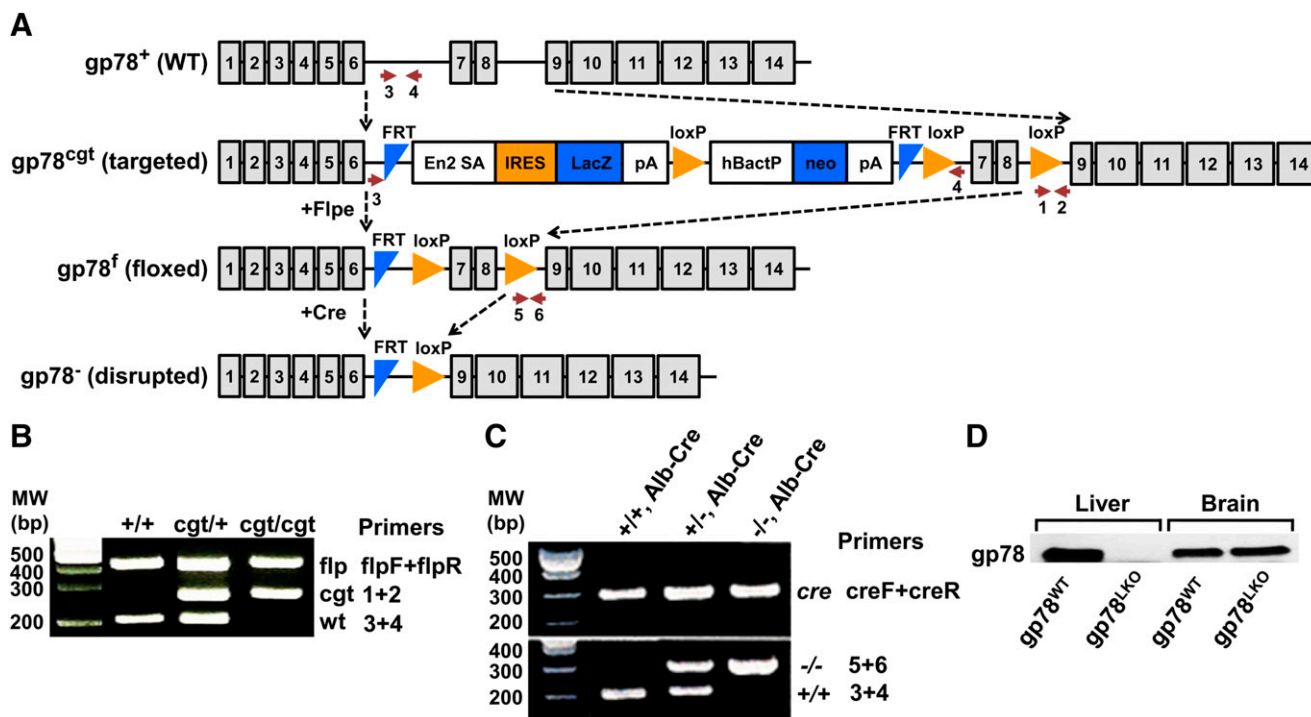 A
gp78+ (WT)
1 2 3 4 5 6 7 8 9 10 11 12 13 14
3 4
FRT FRT loxP loxP
gp78cgt (targeted)
1 2 3 4 5 6 En2 SA IRES LacZ pA loxP hBactP neo pA 7 8 9 10 11 12 13 14
3 4 1 2
+Flpe
FRT loxP loxP
gp78f (floxed)
1 2 3 4 5 6 7 8 9 10 11 12 13 14
+Cre 5 6
FRT loxP
gp78- (disrupted)
1 2 3 4 5 6 9 10 11 12 13 14
B
MW
(bp) +/+ cgt/+ cgt/cgt Primers
500 flp flpF+flpR
400
300 cgt 1+2
200 wt 3+4
C
+/+, Alb-Cre +/-, Alb-Cre -/-, Alb-Cre
MW
(bp) Primers
500
400
300 cre creF+creR
200
400
300 -/- 5+6
200 +/+ 3+4
D
Liver Brain
gp78
gp78WT gp78LKO gp78WT gp78LKO